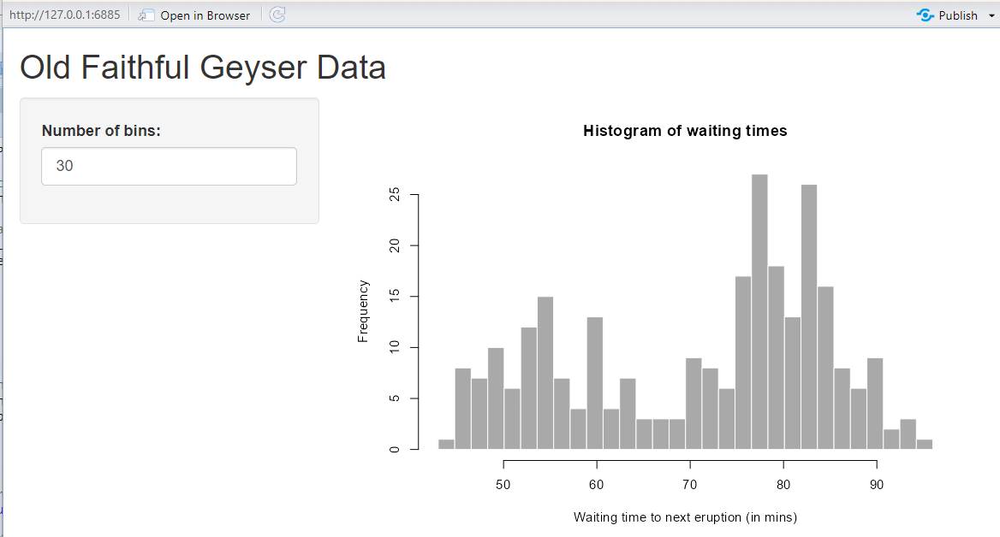 http://127.0.0.1:6885 Open in Browser Publish
Old Faithful Geyser Data
Number of bins:
30
Histogram of waiting times
Frequency
25
20
15
10
5
0
50 60 70 80 90
Waiting time to next eruption (in mins)